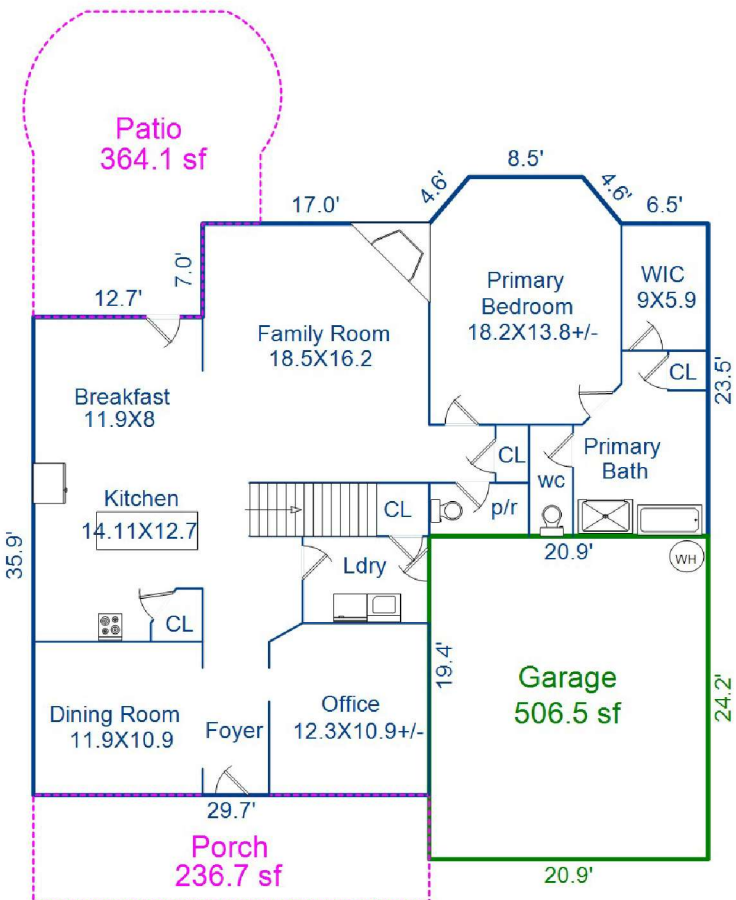 Patio
364.1 sf
8.5'
4.6'
4.6'
17.0'
6.5'
7.0'
12.7'
Primary
Bedroom
18.2X13.8+/-
WIC
9X5.9
Family Room
18.5X16.2
CL
23.5'
Breakfast
11.9X8
Primary
Bath
CL
wc
Kitchen
14.11X12.7
CL
p/r
35.9'
20.9'
WH
Ldry
CL
19.4'
Garage
506.5 sf
24.2'
Dining Room
11.9X10.9
Foyer
Office
12.3X10.9+/-
29.7'
Porch
236.7 sf
20.9'